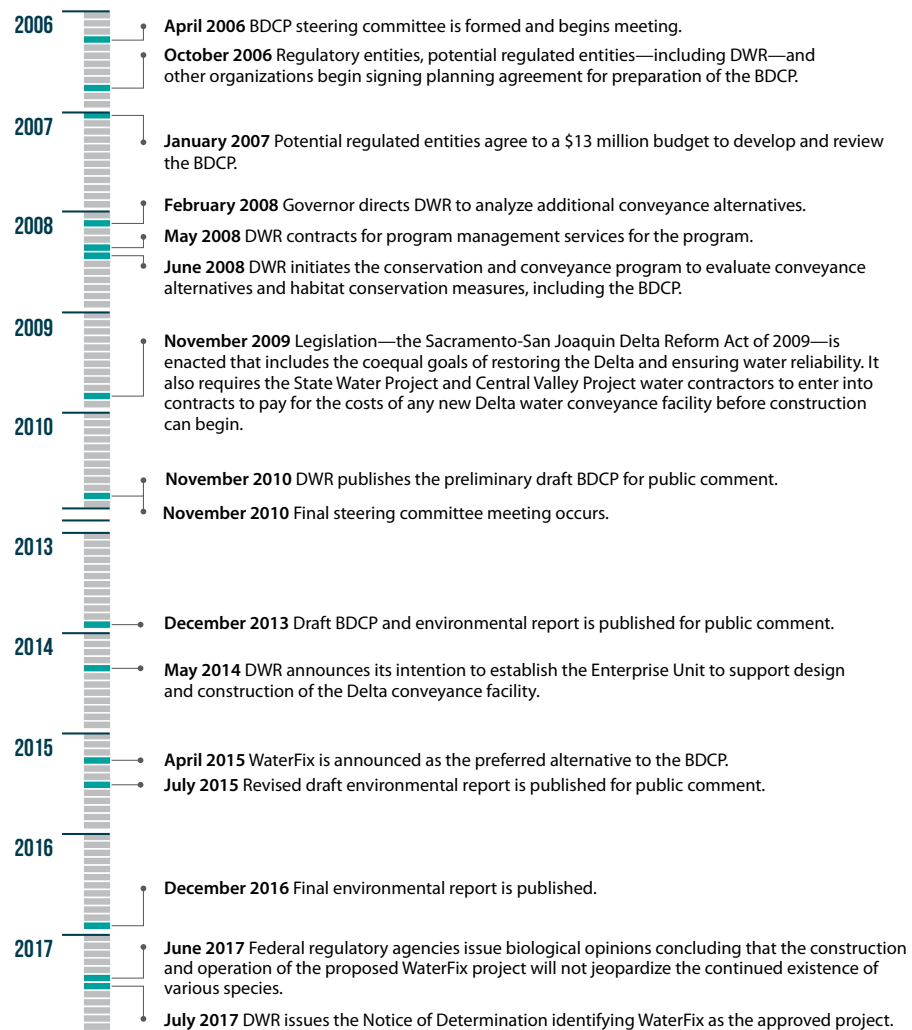 2006
April 2006 BDCP steering committee is formed and begins meeting.
October 2006 Regulatory entities, potential regulated entities—including DWR—and
other organizations begin signing planning agreement for preparation of the BDCP.
2007
January 2007 Potential regulated entities agree to a $13 million budget to develop and review
the BDCP.
February 2008 Governor directs DWR to analyze additional conveyance alternatives.
2008
May 2008 DWR contracts for program management services for the program.
June 2008 DWR initiates the conservation and conveyance program to evaluate conveyance
alternatives and habitat conservation measures, including the BDCP.
2009
November 2009 Legislation—the Sacramento-San Joaquin Delta Reform Act of 2009—is
enacted that includes the coequal goals of restoring the Delta and ensuring water reliability. It
also requires the State Water Project and Central Valley Project water contractors to enter into
contracts to pay for the costs of any new Delta water conveyance facility before construction
can begin.
2010
November 2010 DWR publishes the preliminary draft BDCP for public comment.
November 2010 Final steering committee meeting occurs.
2013
December 2013 Draft BDCP and environmental report is published for public comment.
2014
May 2014 DWR announces its intention to establish the Enterprise Unit to support design
and construction of the Delta conveyance facility.
2015
April 2015 WaterFix is announced as the preferred alternative to the BDCP.
July 2015 Revised draft environmental report is published for public comment.
2016
December 2016 Final environmental report is published.
2017
June 2017 Federal regulatory agencies issue biological opinions concluding that the construction
and operation of the proposed WaterFix project will not jeopardize the continued existence of
various species.
July 2017 DWR issues the Notice of Determination identifying WaterFix as the approved project.